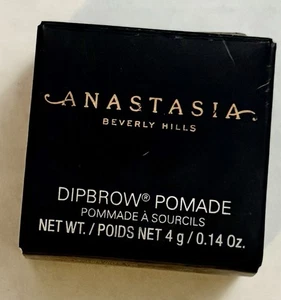 ANASTASIA
BEVERLY HILLS
DIPBROW® POMADE
POMMADE À SOURCILS
NET WT. / POIDS NET 4 g / 0.14 Oz.